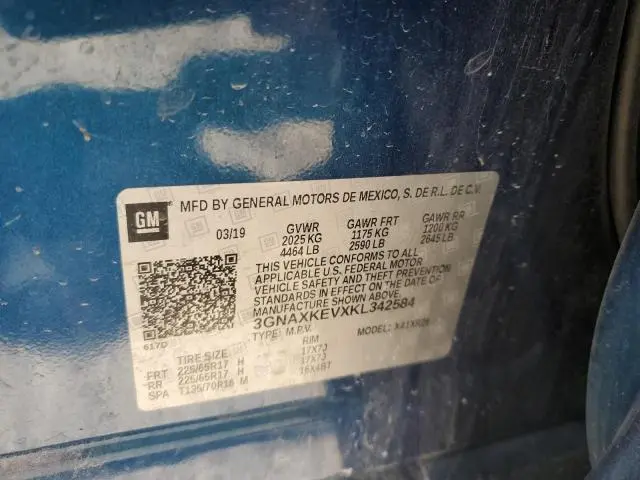 GM
MFD BY GENERAL MOTORS DE MEXICO, S. DE R.L. DE C.V.
03/19 GVWR GAWR FRT GAWR RR
2025 KG 1175 KG 1200 KG
4464 LB 2590 LB 2645 LB
THIS VEHICLE CONFORMS TO ALL
APPLICABLE U.S. FEDERAL MOTOR
VEHICLE SAFETY AND THEFT PREVENTION
STANDARDS IN EFFECT ON THE DATE OF
MANUFACTURE SHOWN ABOVE.
3GNAXKEVXKL342584
617D TYPE: M.P.V. MODEL:
TIRE SIZE RIM
FRT 225/65R17 H 17X7J
RR 225/65R17 H 17X7J
SPA T135/70R16 M 16X4BT